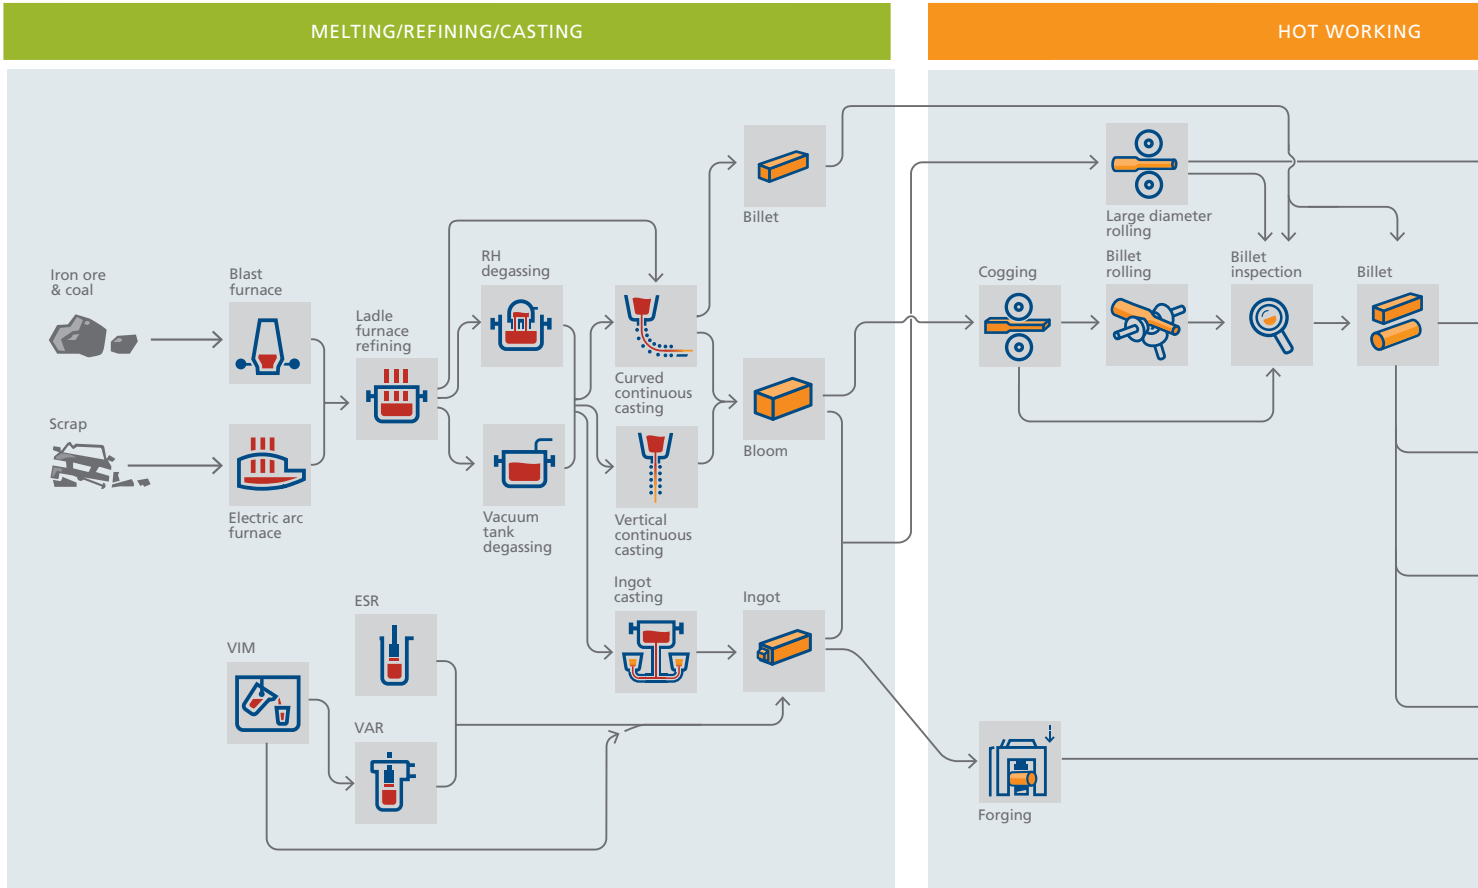 MELTING/REFINING/CASTING
HOT WORKING
Billet
Large diameter
rolling
Iron ore
& coal
Blast
furnace
Ladle
furnace
refining
RH
degassing
Cogging
Billet
rolling
Billet
inspection
Billet
Curved
continuous
casting
Bloom
Scrap
Electric arc
furnace
Vacuum
tank
degassing
Vertical
continuous
casting
Ingot
casting
Ingot
ESR
VIM
VAR
Forging